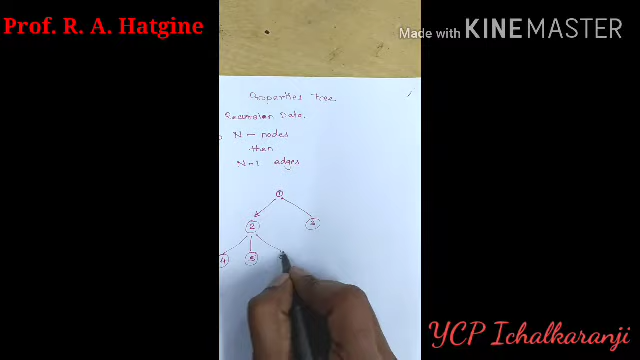 Prof. R. A. Hatgine
Made with KINEMASTER
Properties Tree
Recursion Data
N - nodes
then
N-1 edges
1
2
3
4
5
YCP Ichalkaranji